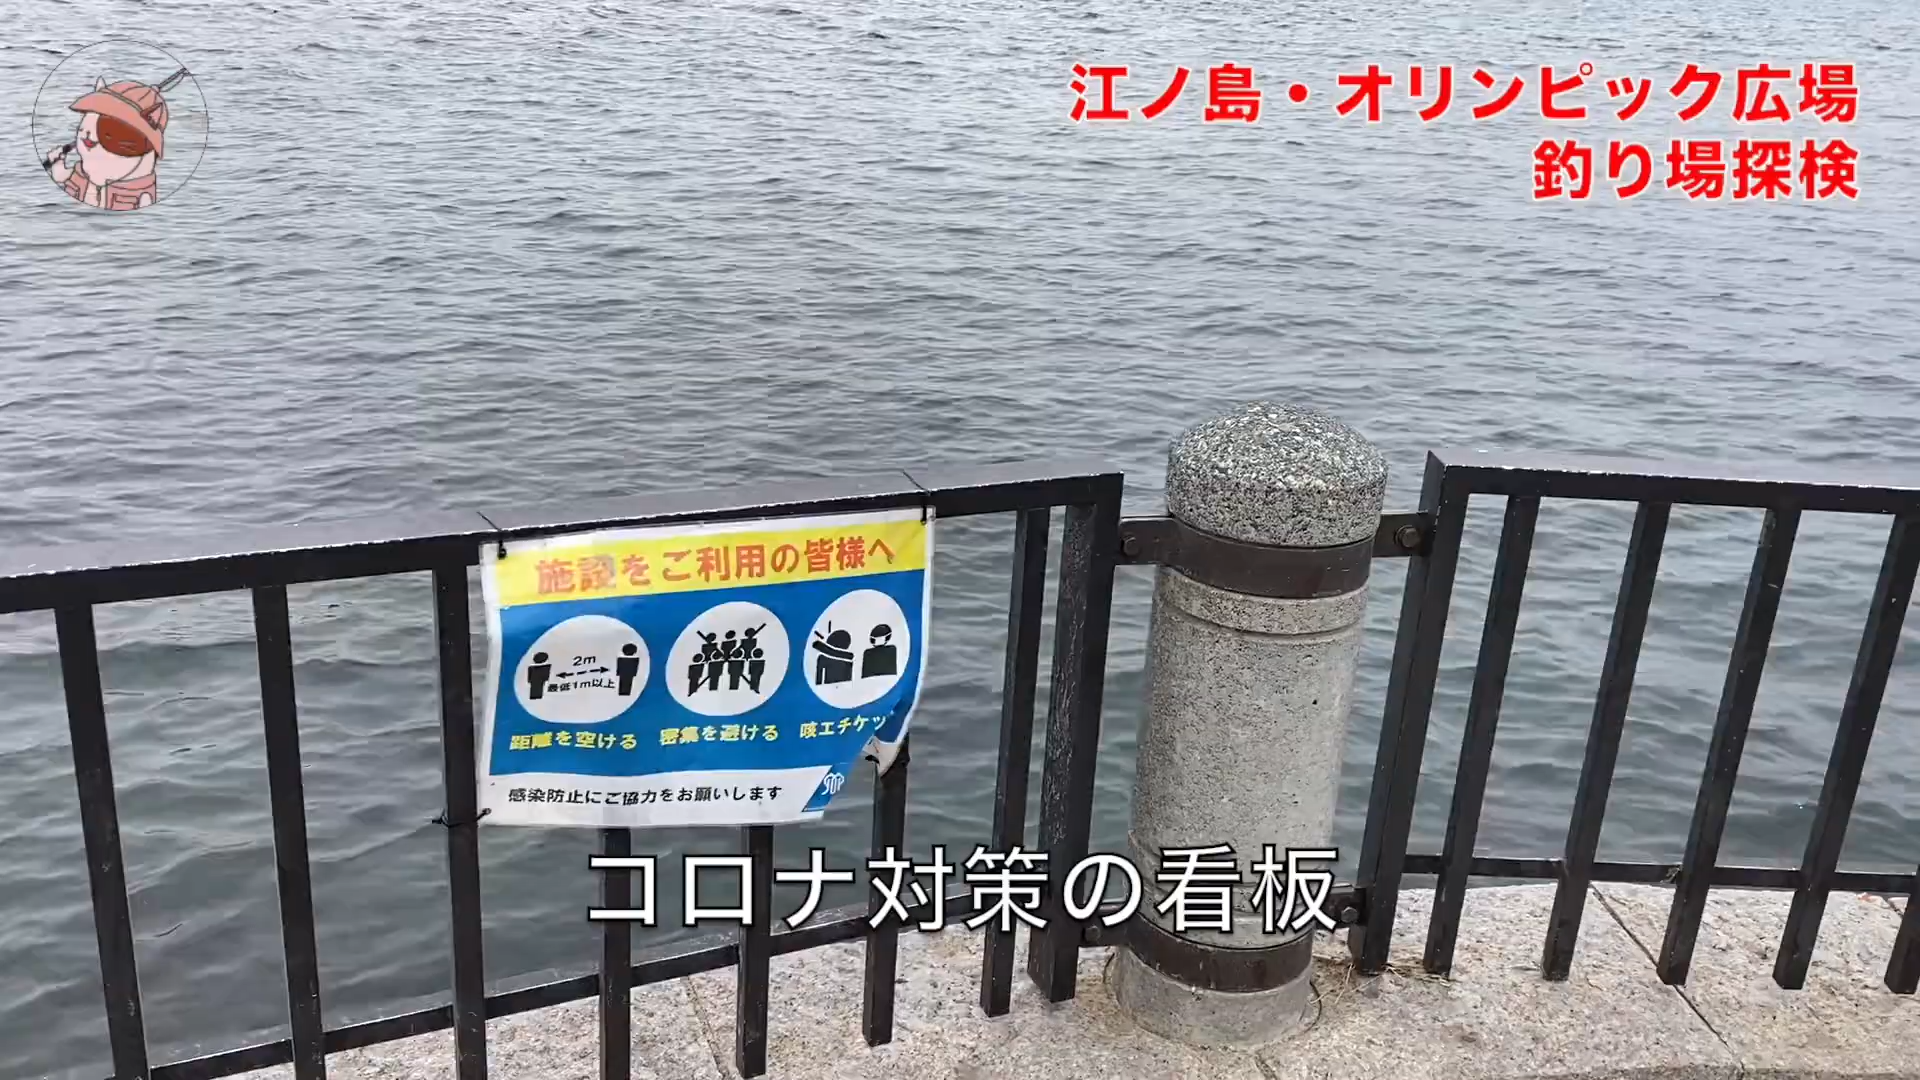 江ノ島・オリンピック広場
釣り場探検
施設をご利用の皆様へ
2m
最低1m以上
距離を空ける 密集を避ける 咳エチケッ
感染防止にご協力をお願いします
コロナ対策の看板